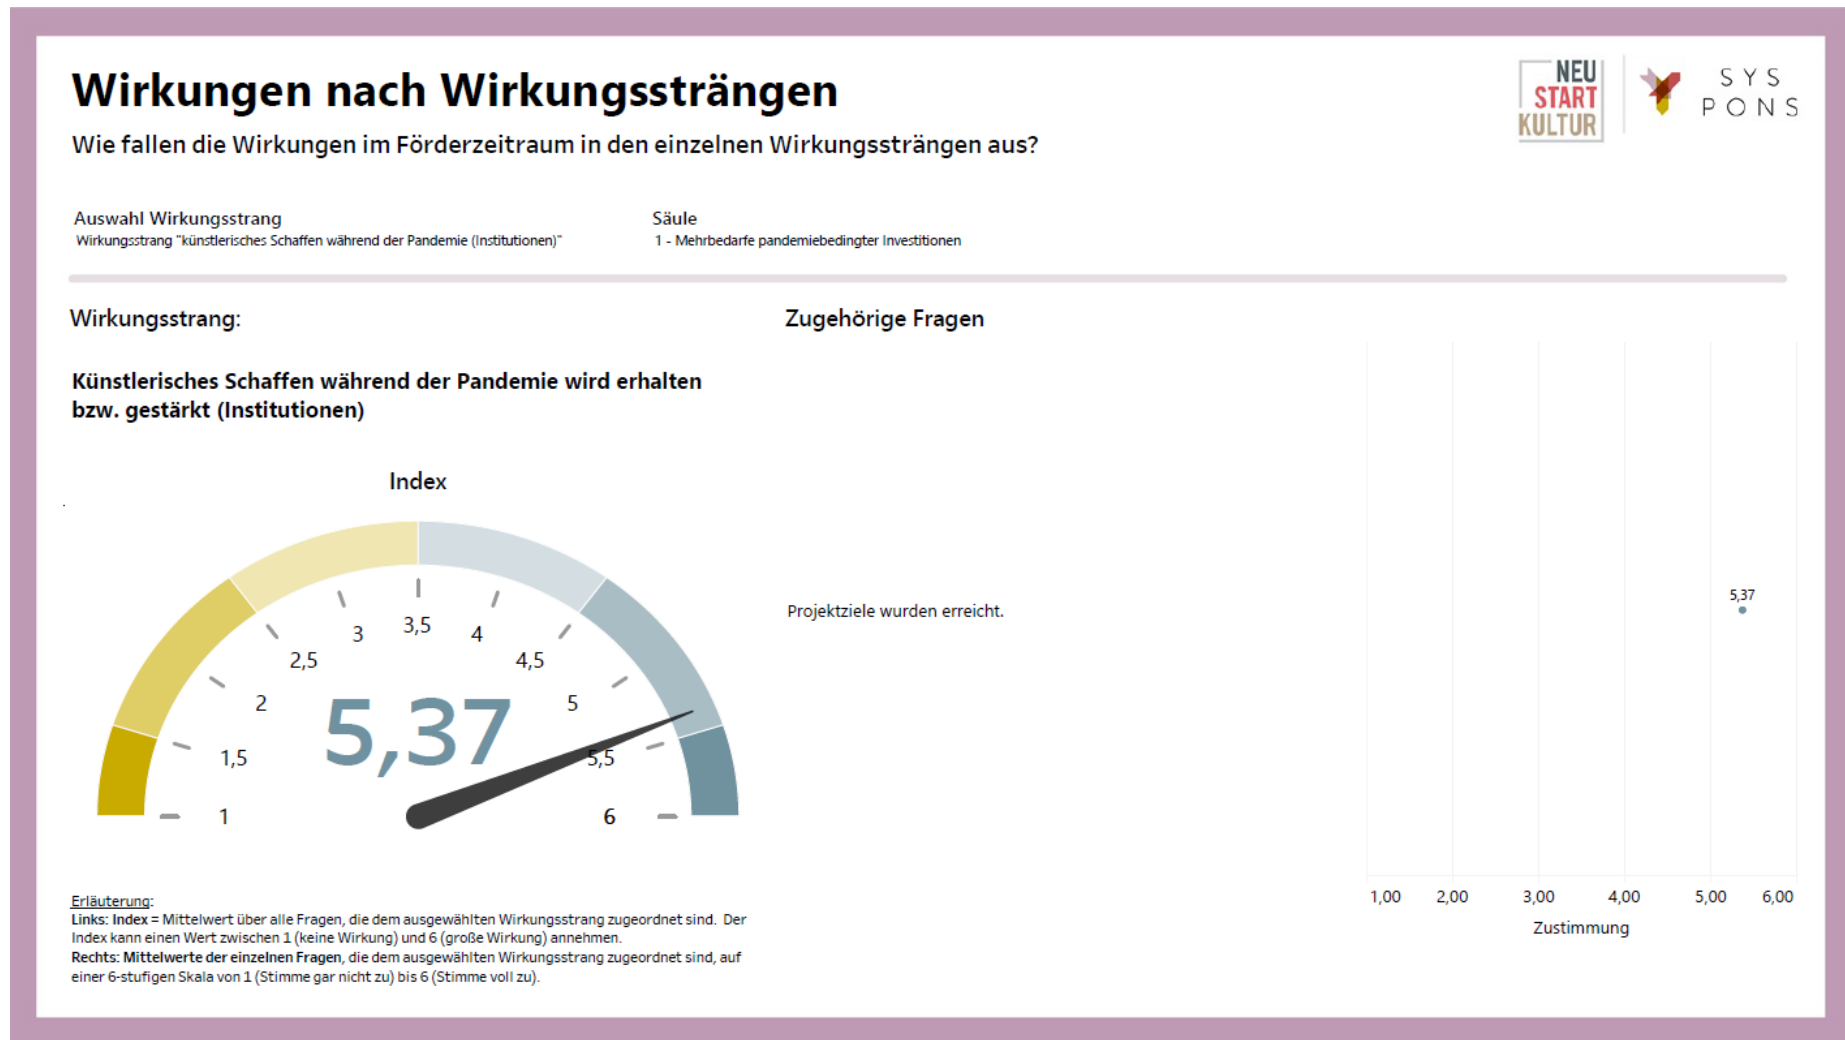 Wirkungen nach Wirkungssträngen
Wie fallen die Wirkungen im Förderzeitraum in den einzelnen Wirkungssträngen aus?
NEU
START
KULTUR
SYS
PONS
Auswahl Wirkungsstrang
Wirkungsstrang "künstlerisches Schaffen während der Pandemie (Institutionen)"
Säule
1 - Mehrbedarfe pandemiebedingter Investitionen
Wirkungsstrang:
Künstlerisches Schaffen während der Pandemie wird erhalten
bzw. gestärkt (Institutionen)
Index
1
1,5
2
2,5
3
3,5
4
4,5
5
5,5
6
5,37
Erläuterung:
Links: Index = Mittelwert über alle Fragen, die dem ausgewählten Wirkungsstrang zugeordnet sind. Der
Index kann einen Wert zwischen 1 (keine Wirkung) und 6 (große Wirkung) annehmen.
Rechts: Mittelwerte der einzelnen Fragen, die dem ausgewählten Wirkungsstrang zugeordnet sind, auf
einer 6-stufigen Skala von 1 (Stimme gar nicht zu) bis 6 (Stimme voll zu).
Zugehörige Fragen
Projektziele wurden erreicht.
5,37
1,00 2,00 3,00 4,00 5,00 6,00
Zustimmung